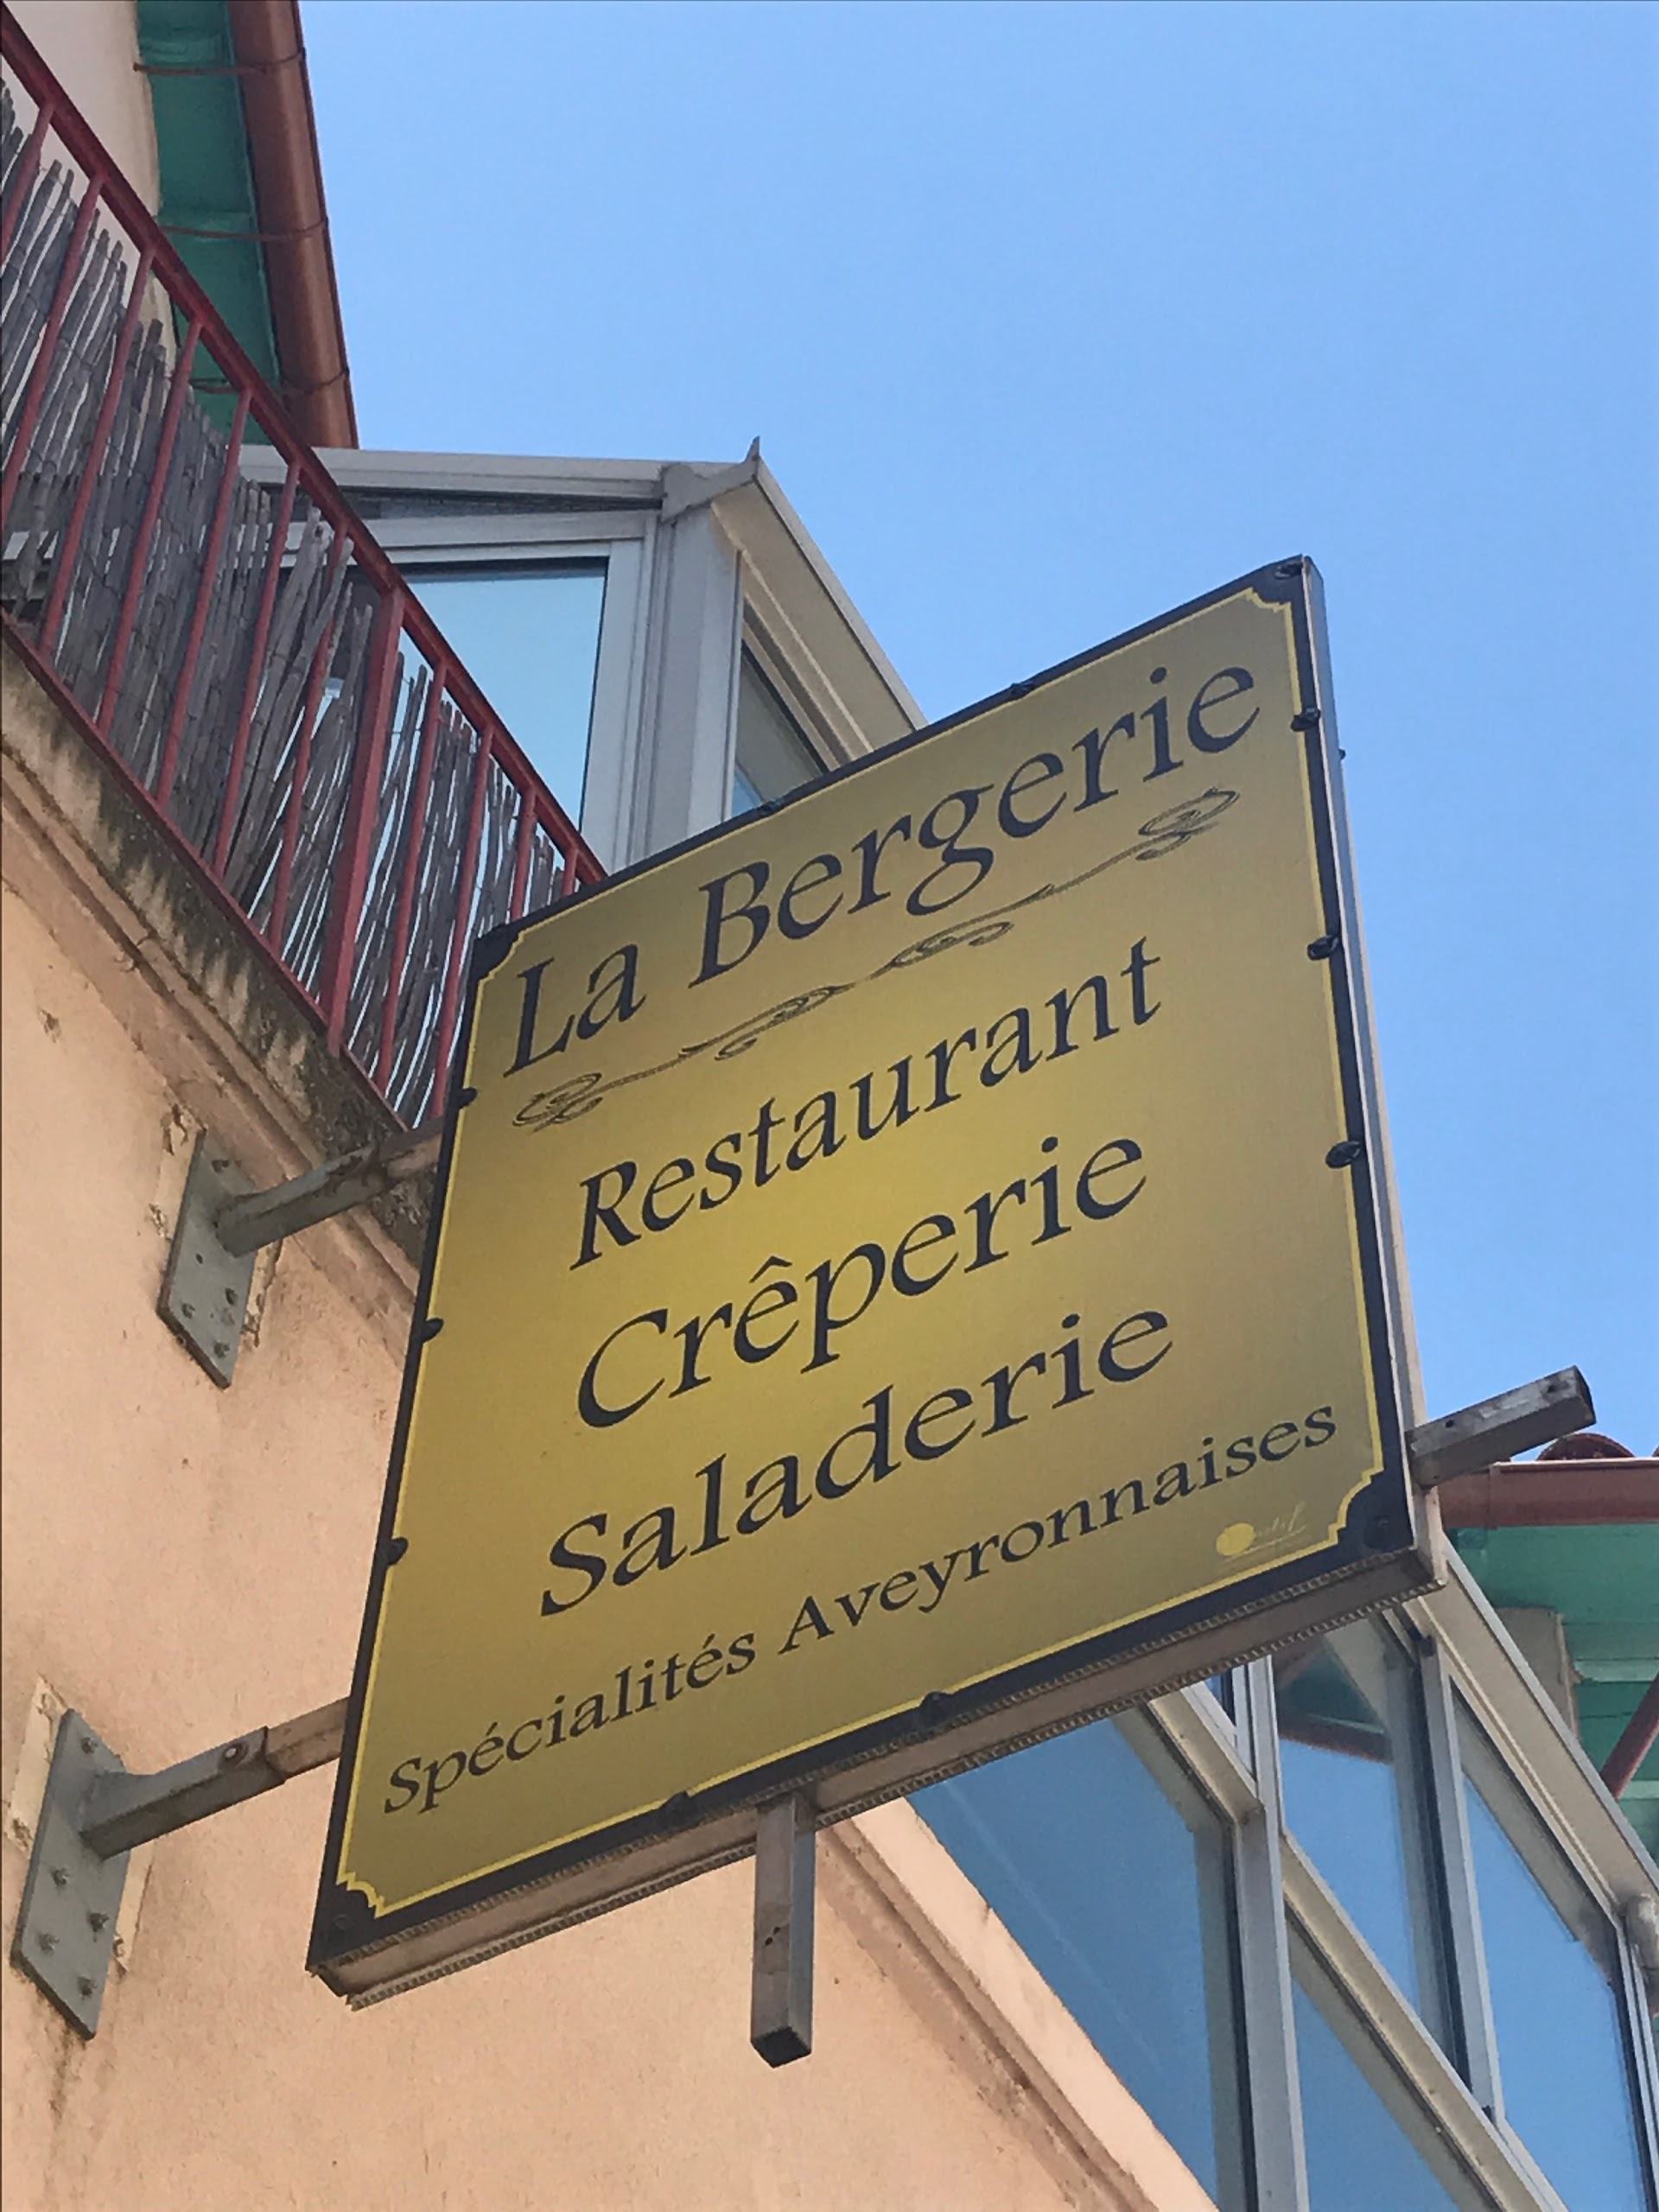 La Bergerie
Restaurant
Crêperie
Saladerie
Spécialités Aveyronnaises